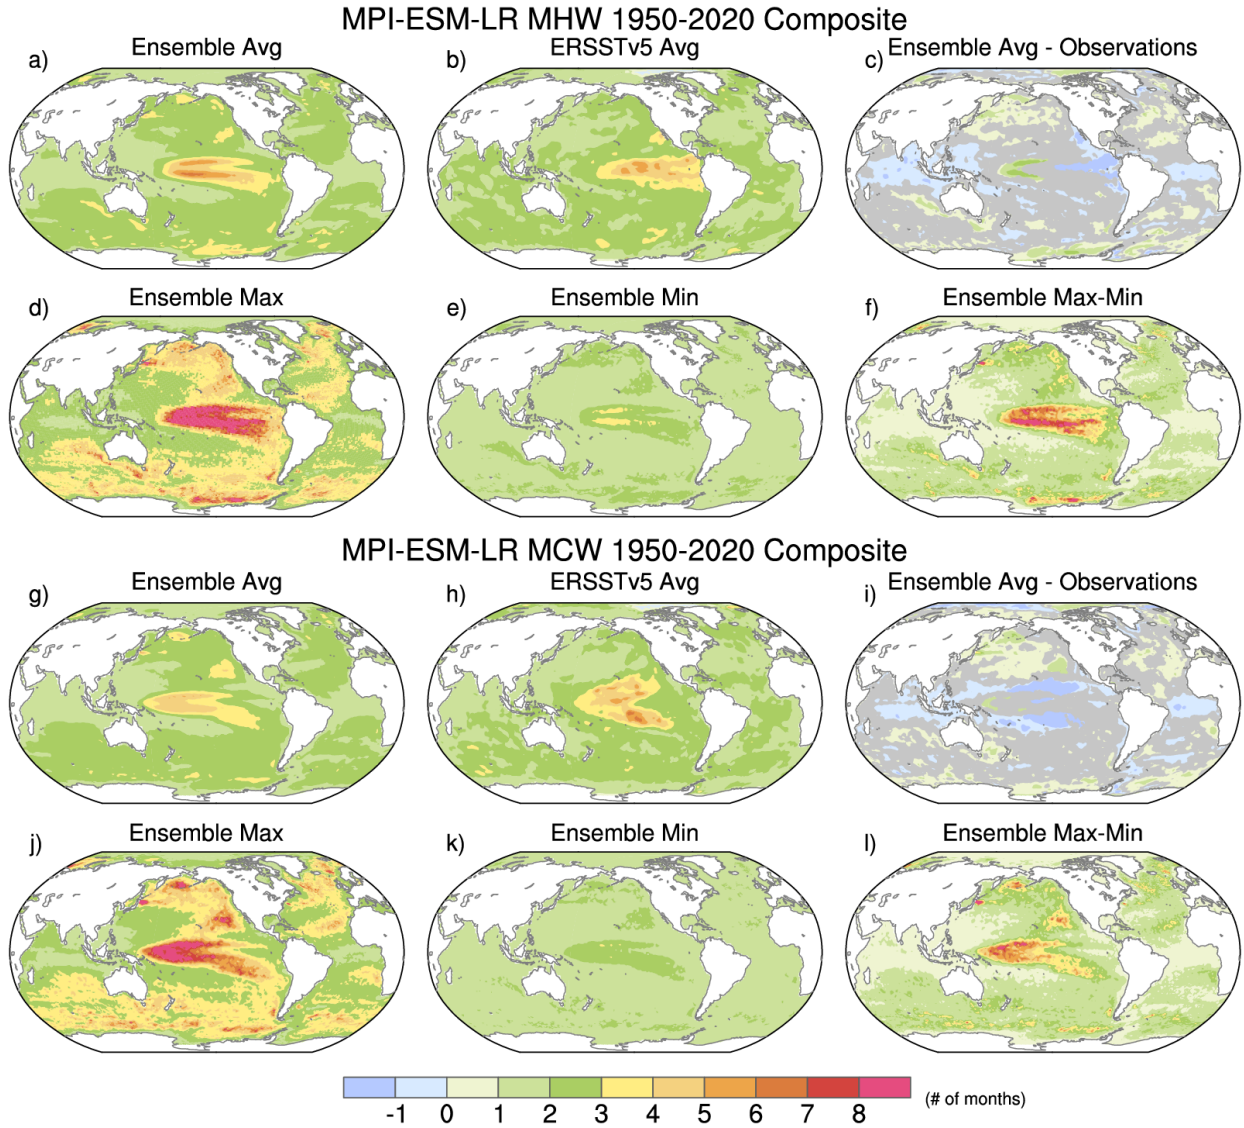 MPI-ESM-LR MHW 1950-2020 Composite
a) Ensemble Avg
b) ERSSTv5 Avg
c) Ensemble Avg - Observations
d) Ensemble Max
e) Ensemble Min
f) Ensemble Max-Min
MPI-ESM-LR MCW 1950-2020 Composite
g) Ensemble Avg
h) ERSSTv5 Avg
i) Ensemble Avg - Observations
j) Ensemble Max
k) Ensemble Min
l) Ensemble Max-Min
-1 0 1 2 3 4 5 6 7 8 (# of months)